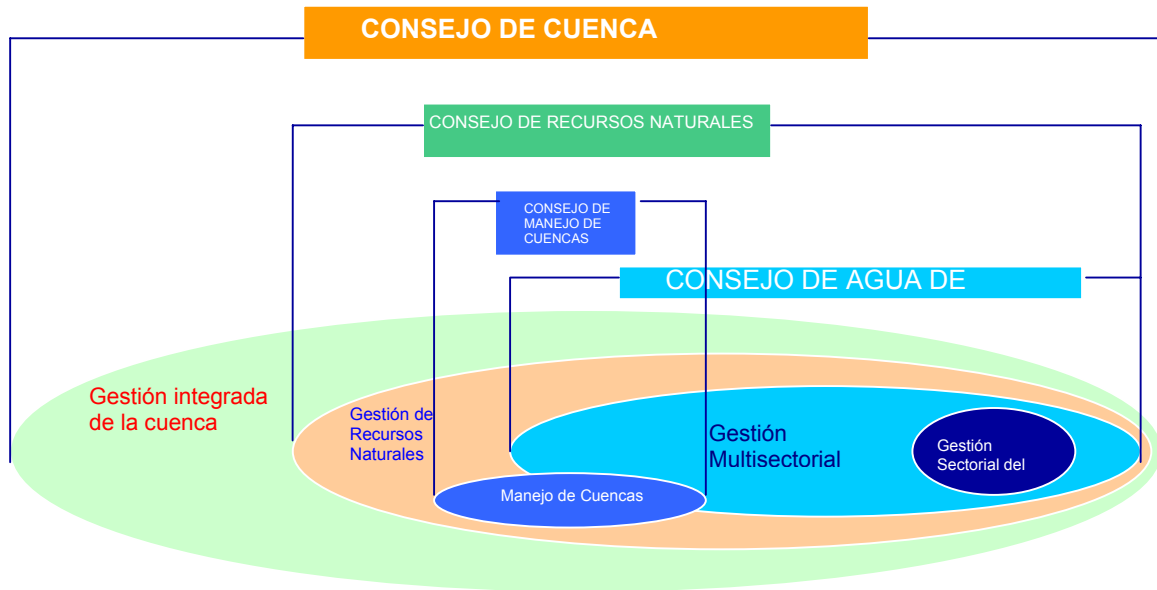 CONSEJO DE CUENCA
CONSEJO DE RECURSOS NATURALES
CONSEJO DE
MANEJO DE
CUENCAS
CONSEJO DE AGUA DE
Gestión integrada
de la cuenca
Gestión de
Recursos
Naturales
Gestión
Multisectorial
Gestión
Sectorial del
Manejo de Cuencas